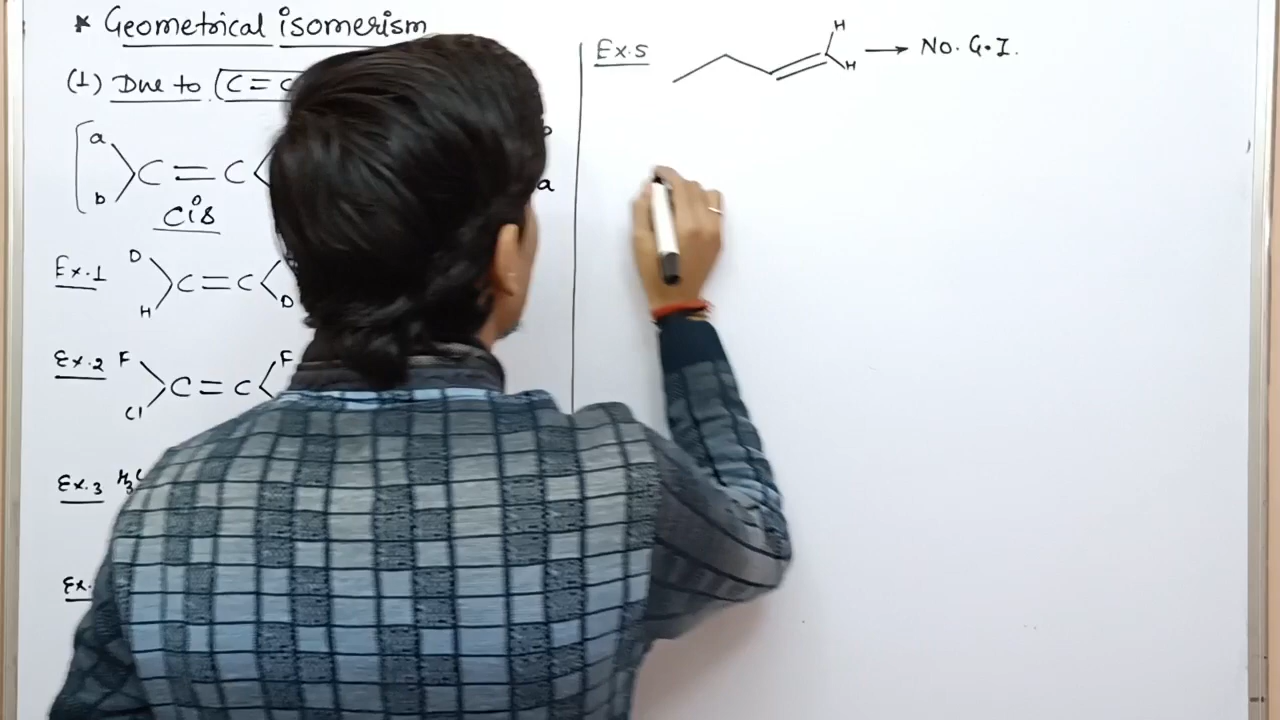 * Geometrical isomerism
(1) Due to C = C
a
b
C = C
b
a
cis
Ex.1 D
H
C = C
D
Ex.2 F
Cl
C = C
F
Ex.3 H3C
Ex.
Ex.5
H
H
→ No. G.I.